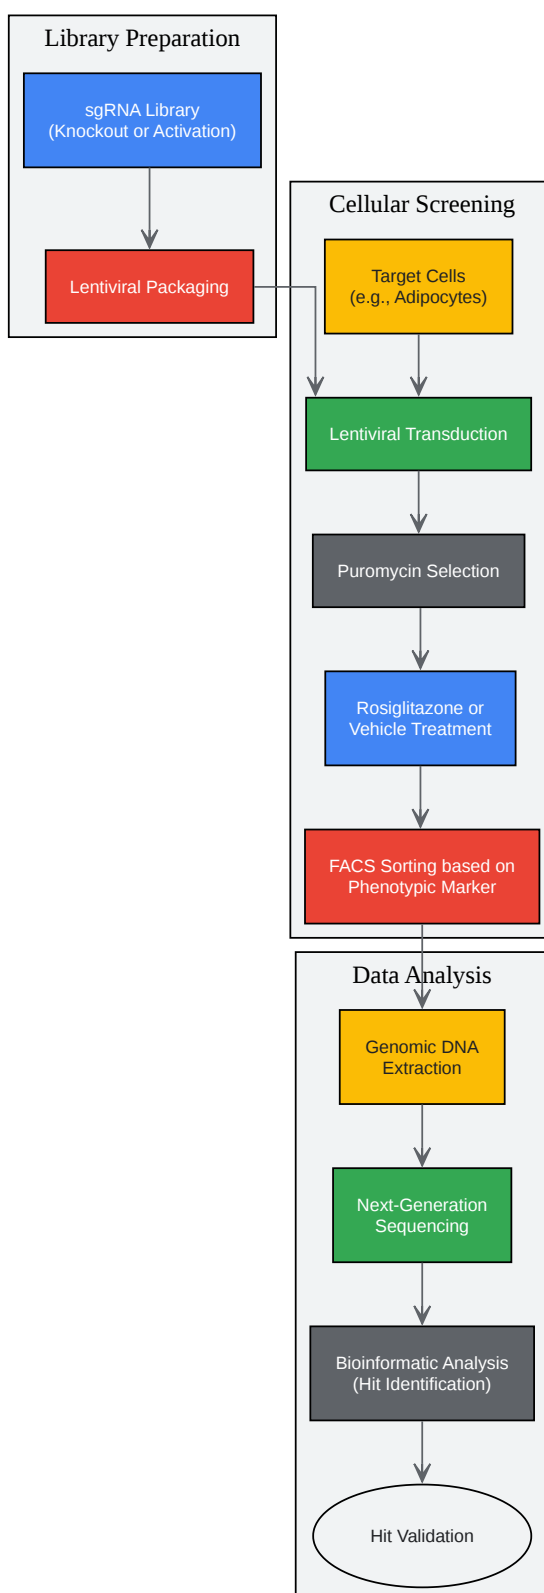 Library Preparation
sgRNA Library
(Knockout or Activation)
Lentiviral Packaging
Cellular Screening
Target Cells
(e.g., Adipocytes)
Lentiviral Transduction
Puromycin Selection
Rosiglitazone or
Vehicle Treatment
FACS Sorting based on
Phenotypic Marker
Data Analysis
Genomic DNA
Extraction
Next-Generation
Sequencing
Bioinformatic Analysis
(Hit Identification)
Hit Validation